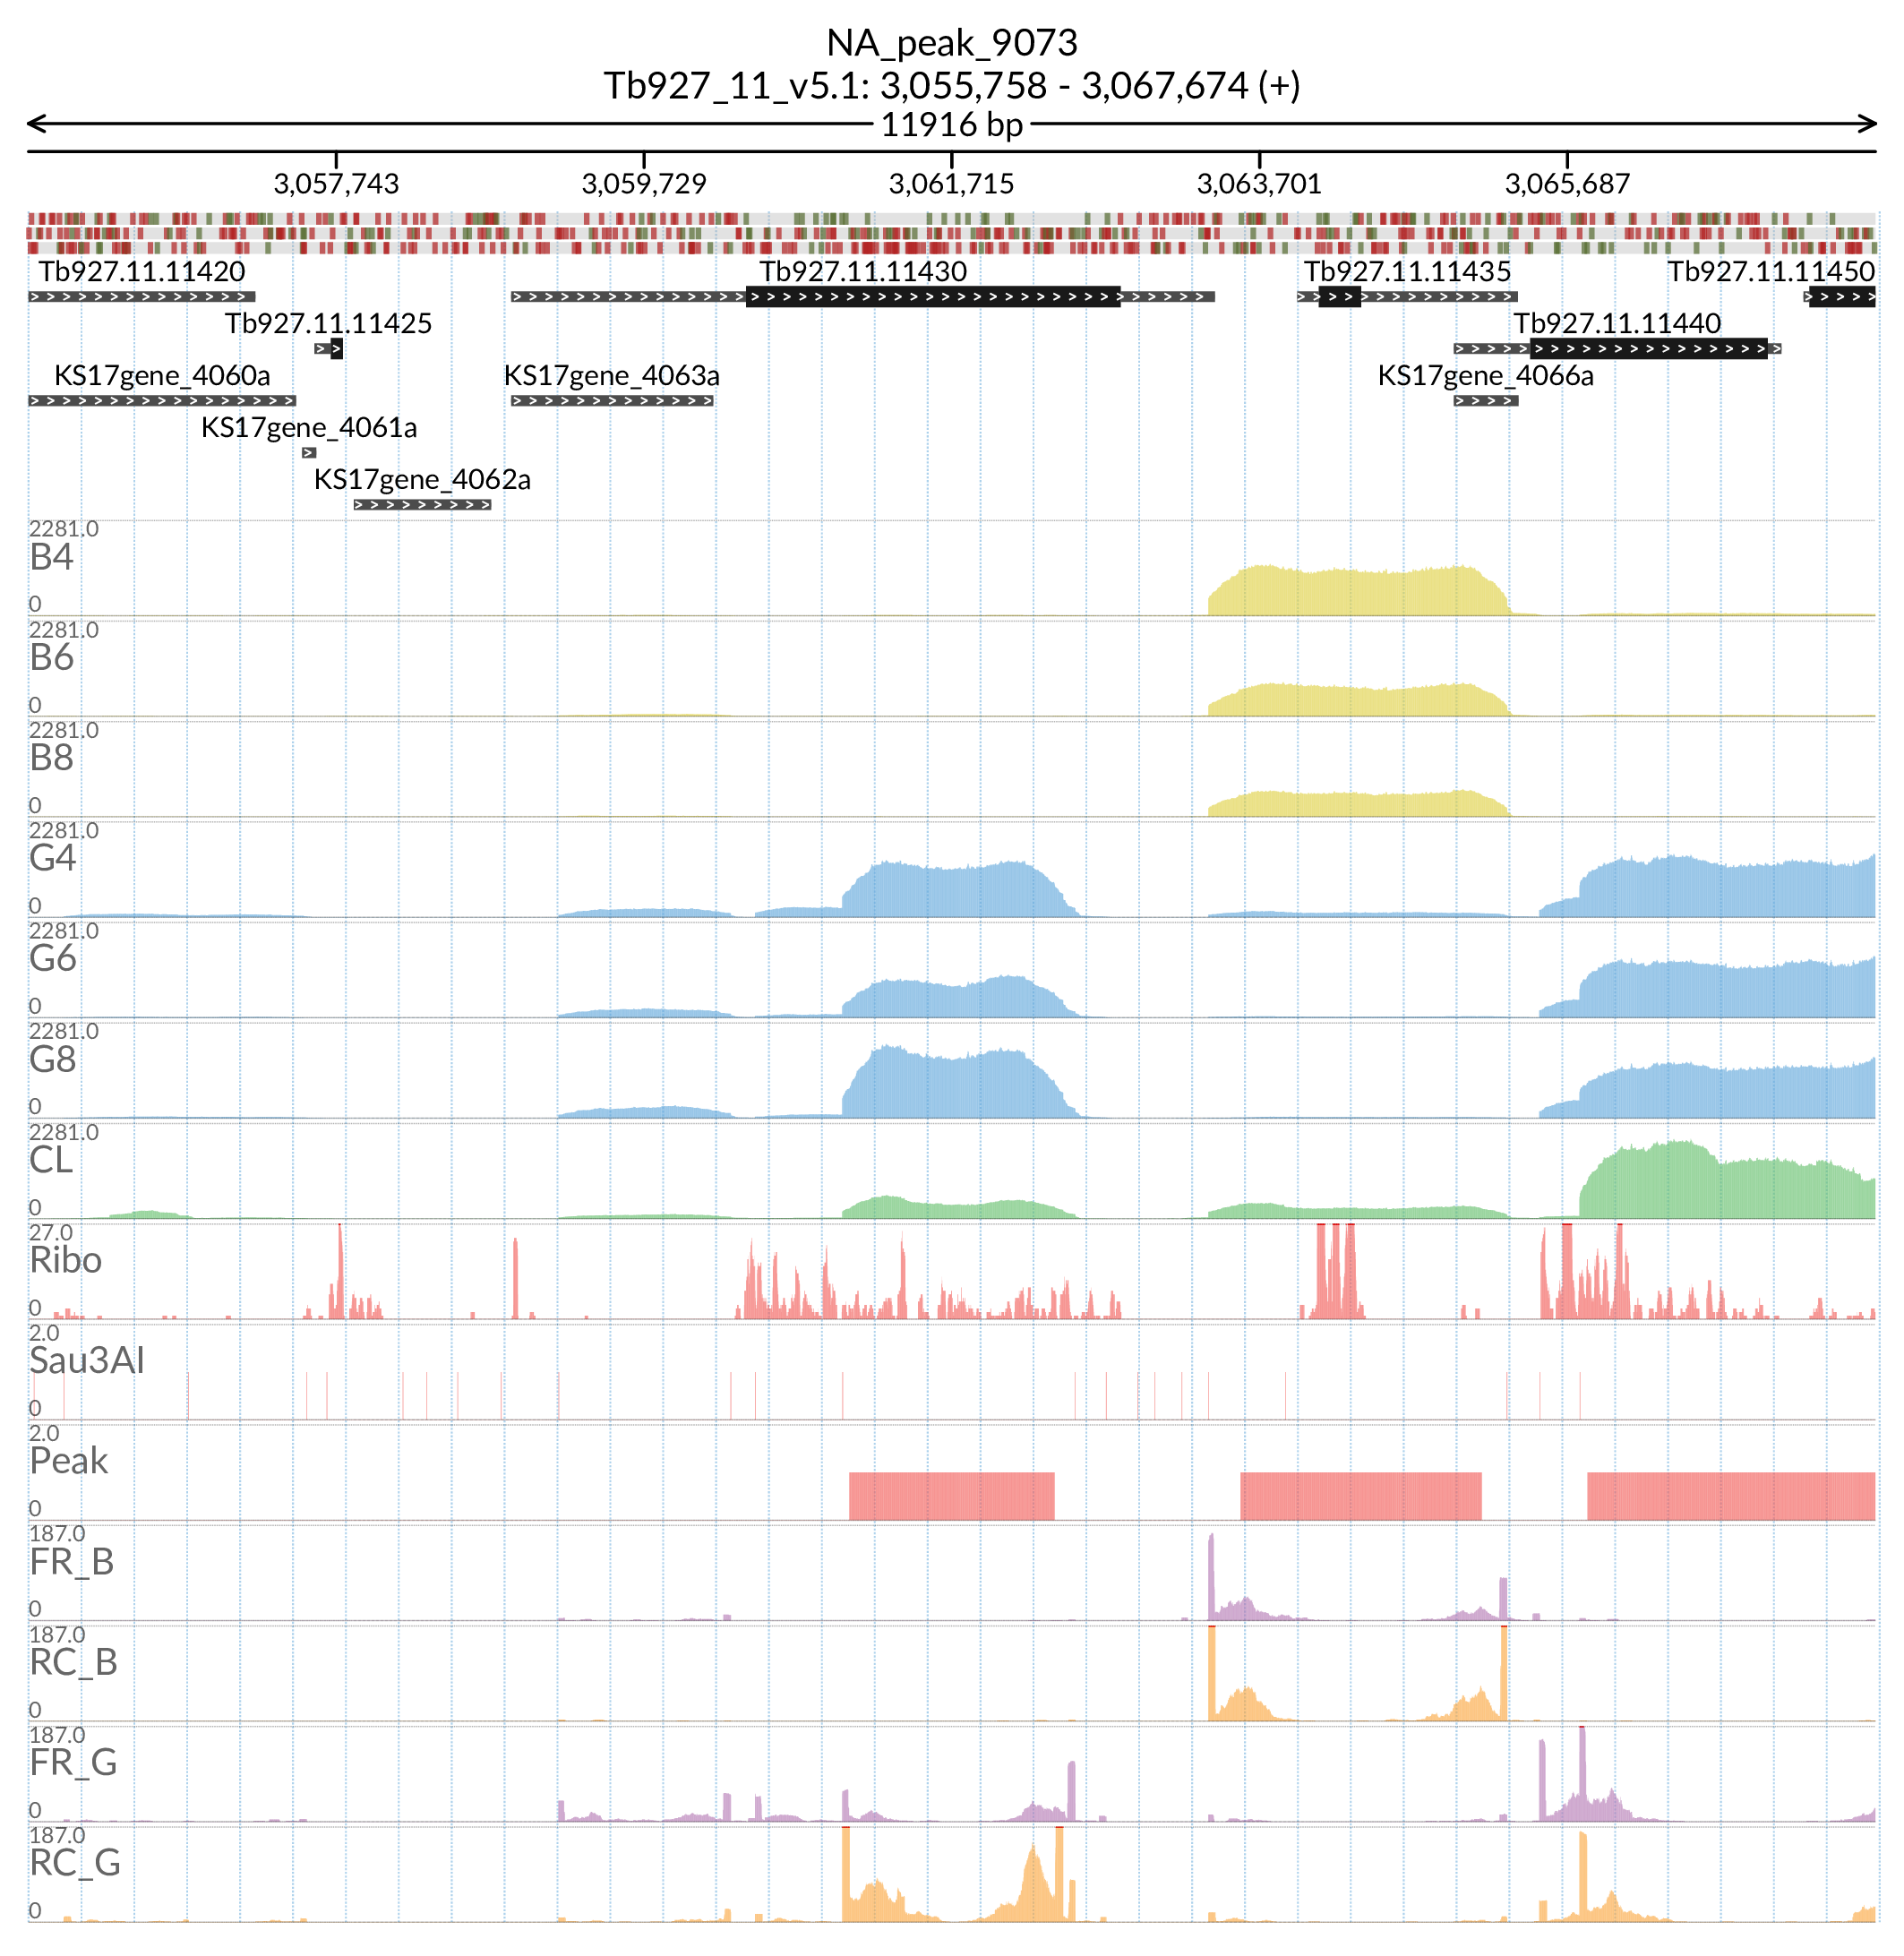 NA_peak_9073
Tb927_11_v5.1: 3,055,758 - 3,067,674 (+)
11916 bp
3,057,743 3,059,729 3,061,715 3,063,701 3,065,687
Tb927.11.11420 Tb927.11.11430 Tb927.11.11435 Tb927.11.11450
Tb927.11.11425 Tb927.11.11440
KS17gene_4060a KS17gene_4063a KS17gene_4066a
KS17gene_4061a
KS17gene_4062a
2281.0
B4
0
2281.0
B6
0
2281.0
B8
0
2281.0
G4
0
2281.0
G6
0
2281.0
G8
0
2281.0
CL
0
27.0
Ribo
0
2.0
Sau3AI
0
2.0
Peak
0
187.0
FR_B
0
187.0
RC_B
0
187.0
FR_G
0
187.0
RC_G
0